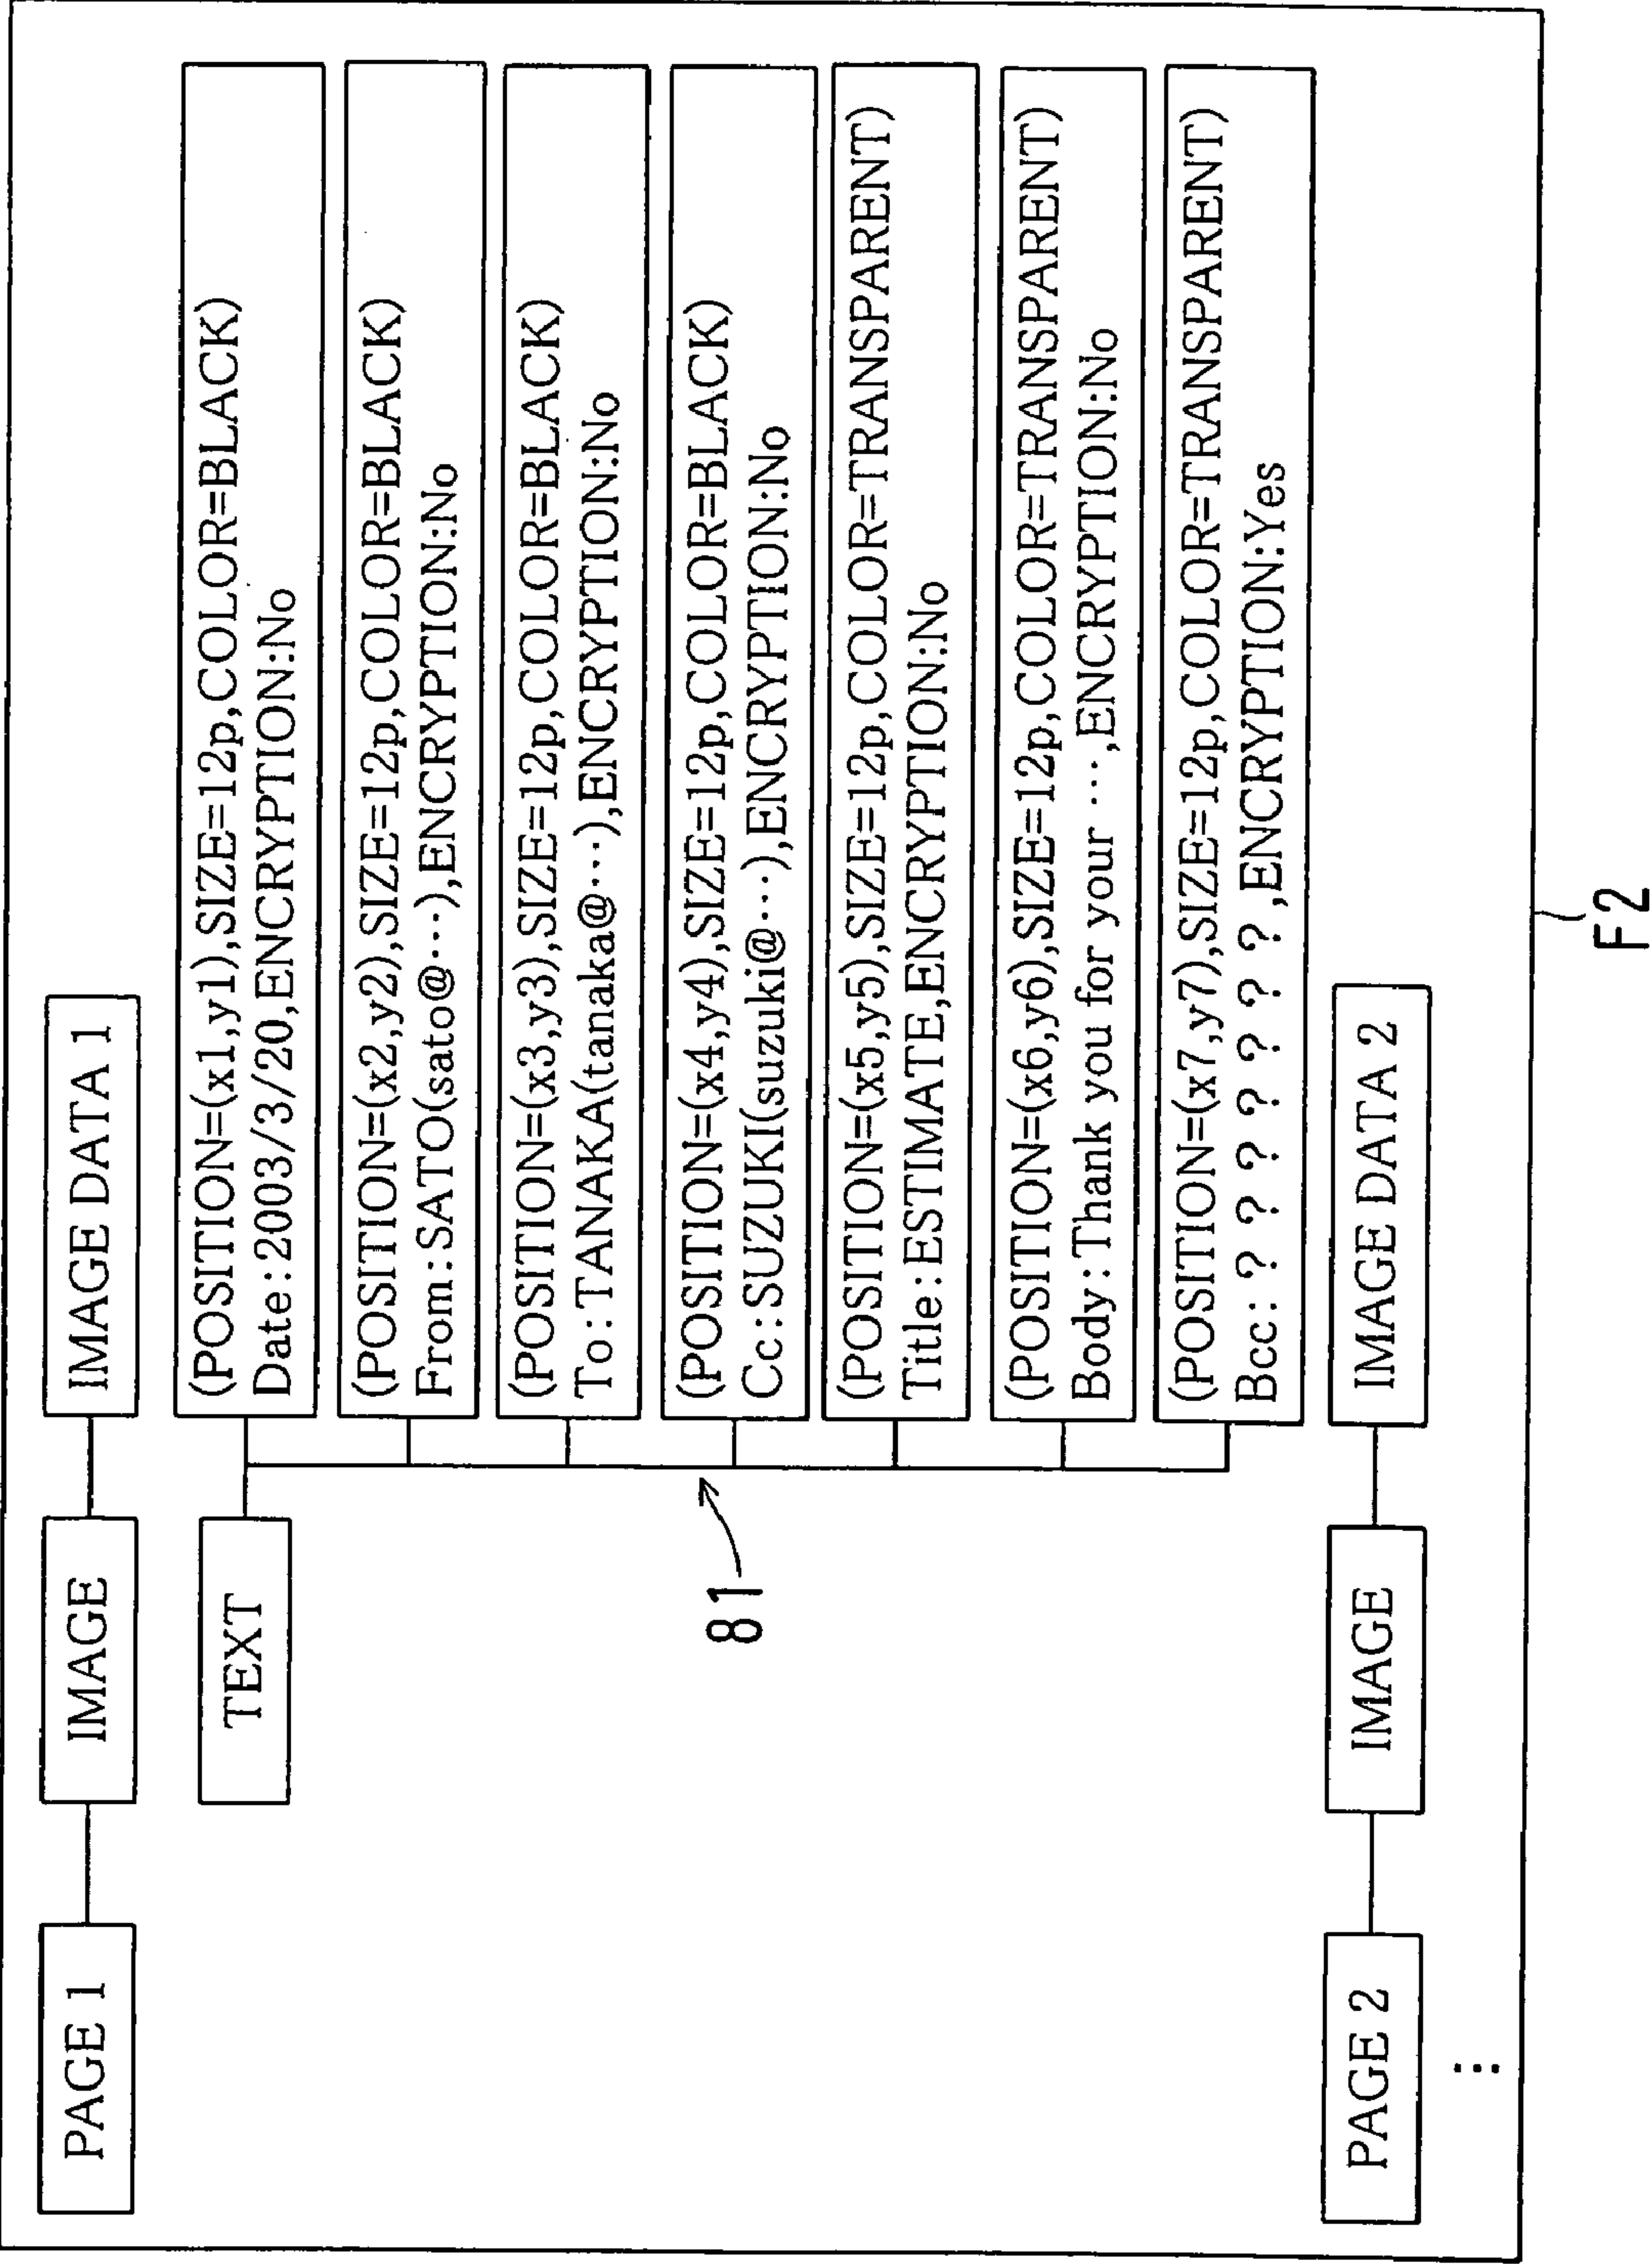 PAGE 1
IMAGE
IMAGE DATA 1
TEXT
(POSITION=(x1,y1),SIZE=12p,COLOR=BLACK)
Date:2003/3/20,ENCRYPTION:No
(POSITION=(x2,y2),SIZE=12p,COLOR=BLACK)
From:SATO(sato@···),ENCRYPTION:No
(POSITION=(x3,y3),SIZE=12p,COLOR=BLACK)
To:TANAKA(tanaka@···),ENCRYPTION:No
(POSITION=(x4,y4),SIZE=12p,COLOR=BLACK)
Cc:SUZUKI(suzuki@···),ENCRYPTION:No
(POSITION=(x5,y5),SIZE=12p,COLOR=TRANSPARENT)
Title:ESTIMATE,ENCRYPTION:No
(POSITION=(x6,y6),SIZE=12p,COLOR=TRANSPARENT)
Body:Thank you for your ···,ENCRYPTION:No
(POSITION=(x7,y7),SIZE=12p,COLOR=TRANSPARENT)
Bcc: ? ? ? ? ? ? ? ? ,ENCRYPTION:Yes
81
PAGE 2
IMAGE
IMAGE DATA 2
⋮
F2